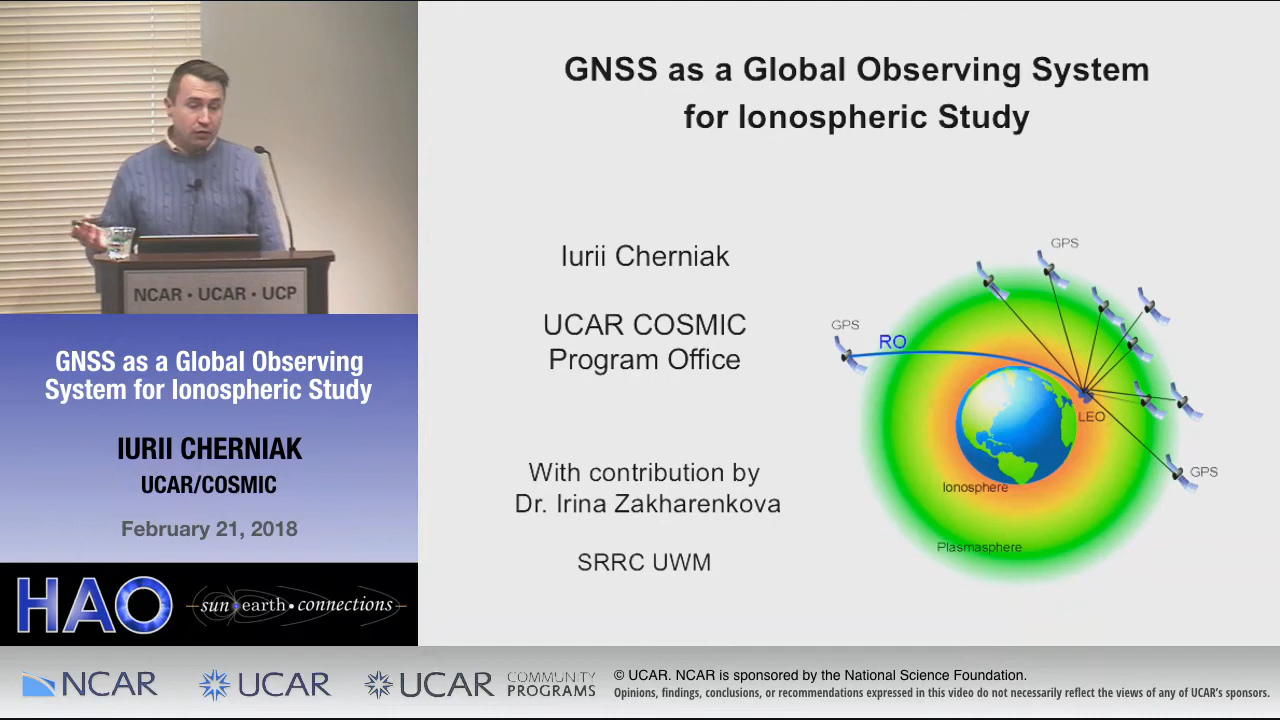 NCAR • UCAR • UCP
GNSS as a Global Observing
System for Ionospheric Study
IURII CHERNIAK
UCAR/COSMIC
February 21, 2018
HAO
sun • earth • connections
GNSS as a Global Observing System
for Ionospheric Study
Iurii Cherniak
UCAR COSMIC
Program Office
With contribution by
Dr. Irina Zakharenkova
SRRC UWM
GPS
GPS
RO
LEO
GPS
Ionosphere
Plasmasphere
NCAR
UCAR
UCAR
COMMUNITY
PROGRAMS
© UCAR. NCAR is sponsored by the National Science Foundation.
Opinions, findings, conclusions, or recommendations expressed in this video do not necessarily reflect the views of any of UCAR's sponsors.